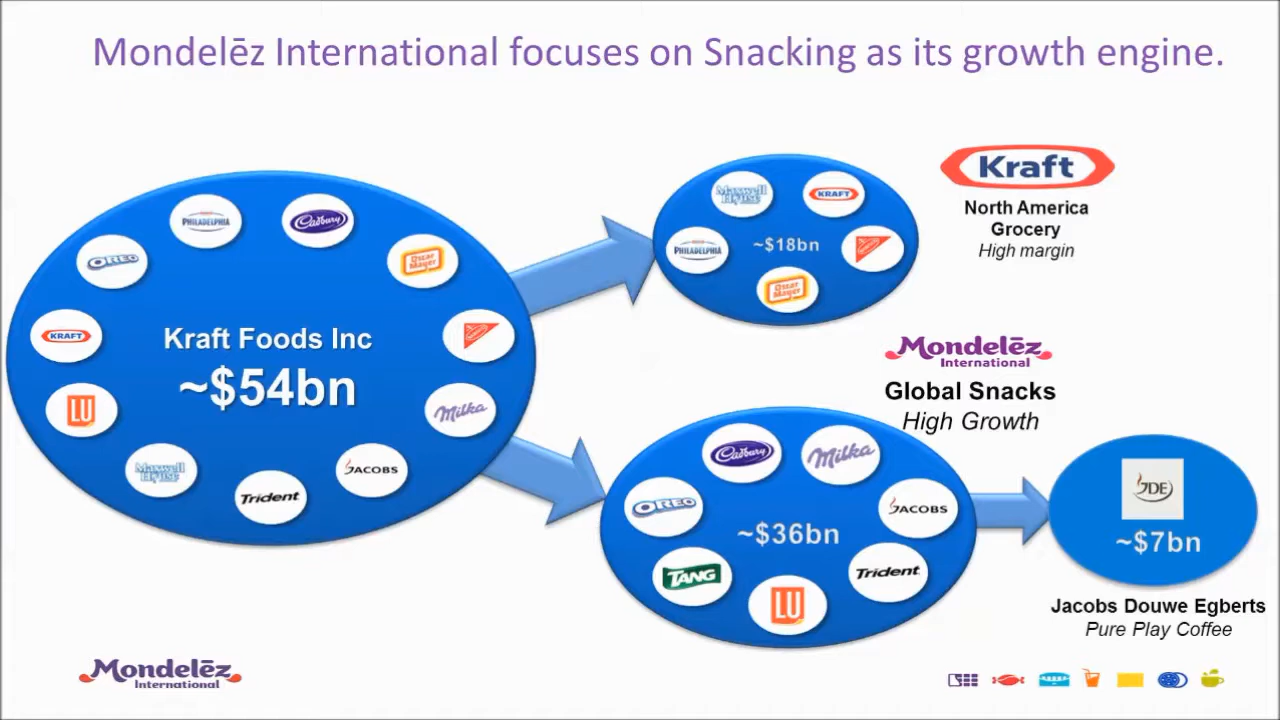 Mondelēz International focuses on Snacking as its growth engine.
PHILADELPHIA
Cadbury
OREO
Oscar Mayer
KRAFT
Kraft Foods Inc
~$54bn
LU
Milka
Maxwell House
JACOBS
Trident
Maxwell House
KRAFT
PHILADELPHIA
~$18bn
Oscar Mayer
Kraft
North America
Grocery
High margin
Mondelēz
International
Global Snacks
High Growth
Cadbury
Milka
OREO
JACOBS
~$36bn
TANG
Trident
LU
JDE
~$7bn
Jacobs Douwe Egberts
Pure Play Coffee
Mondelēz
International